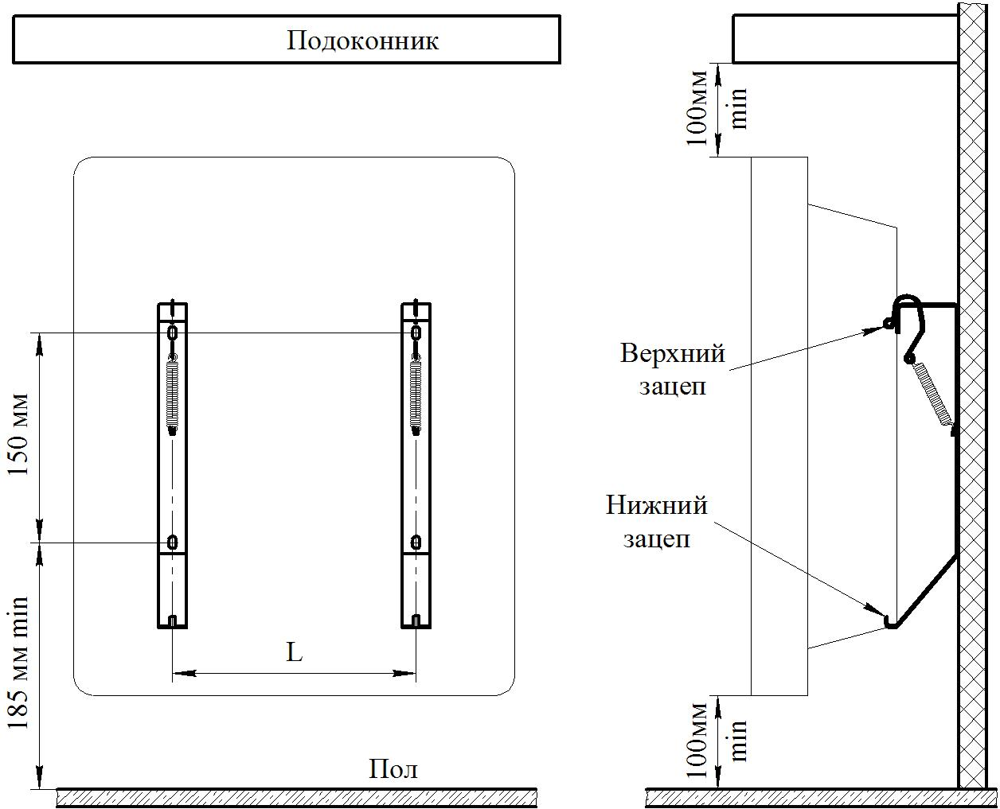 Подоконник
150 мм
185 мм min
L
Пол
100мм
min
Верхний
зацеп
Нижний
зацеп
100мм
min